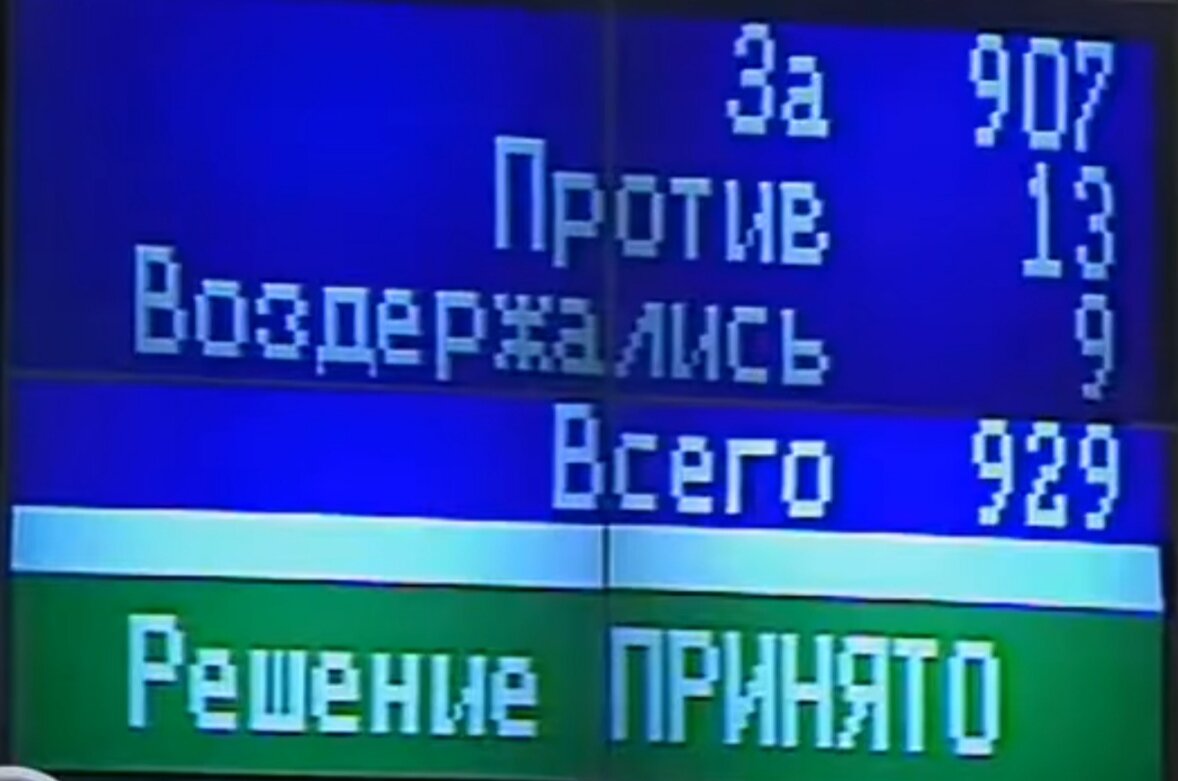 За 907
Против 13
Воздержались 9
Всего 929
Решение ПРИНЯТО